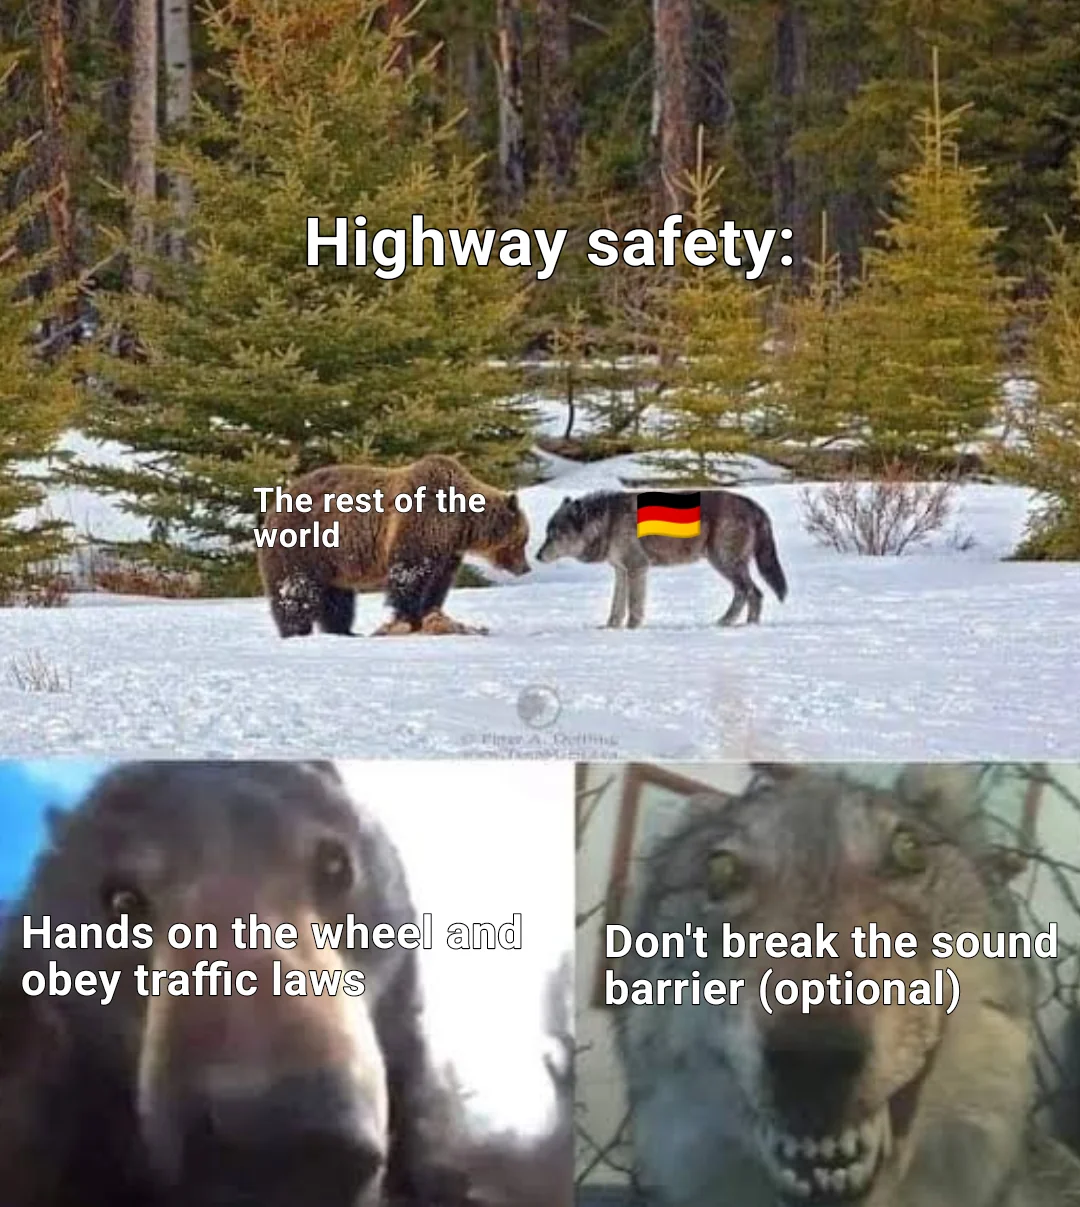 Highway safety:
The rest of the
world
Hands on the wheel and
obey traffic laws
Don't break the sound
barrier (optional)